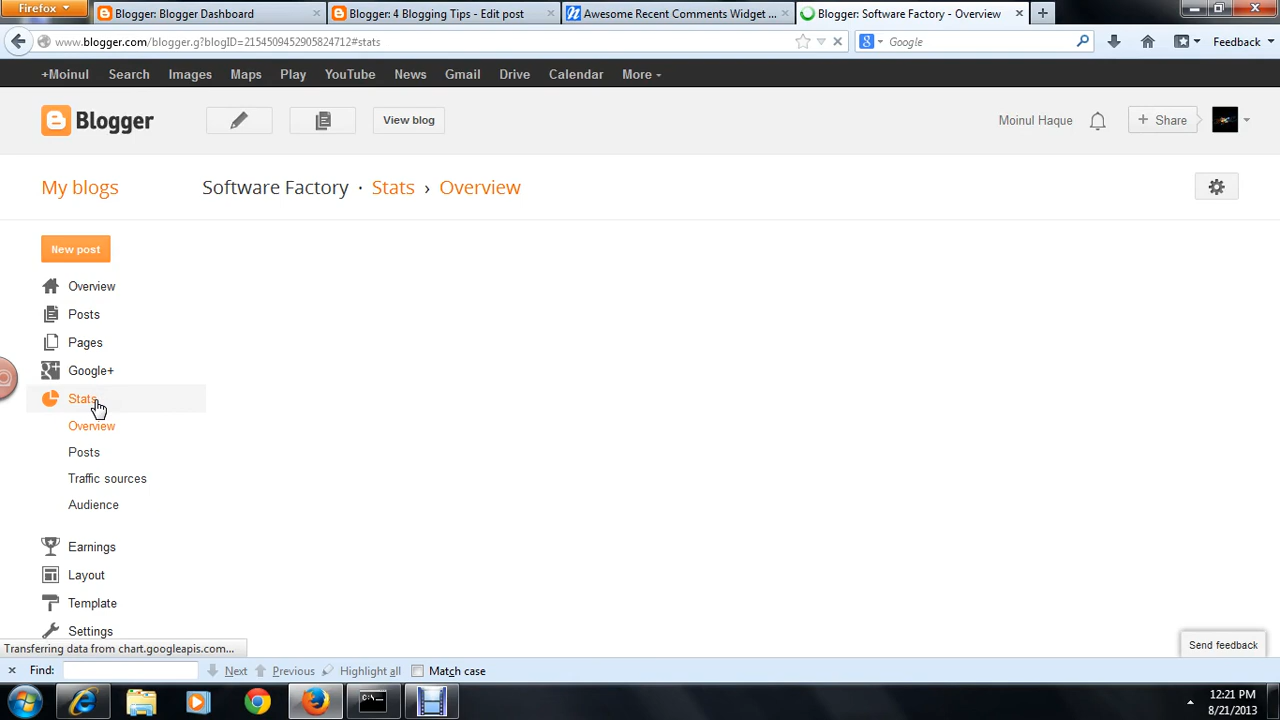 Firefox
Blogger: Blogger Dashboard
Blogger: 4 Blogging Tips - Edit post
Awesome Recent Comments Widget ...
Blogger: Software Factory - Overview
www.blogger.com/blogger.g?blogID=2154509452905824712#stats
Google
Feedback
+Moinul Search Images Maps Play YouTube News Gmail Drive Calendar More
Blogger
View blog
Moinul Haque
+ Share
My blogs
Software Factory · Stats › Overview
New post
Overview
Posts
Pages
Google+
Stats
Overview
Posts
Traffic sources
Audience
Earnings
Layout
Template
Settings
Transferring data from chart.googleapis.com...
Send feedback
Find:
Next
Previous
Highlight all
Match case
12:21 PM
8/21/2013